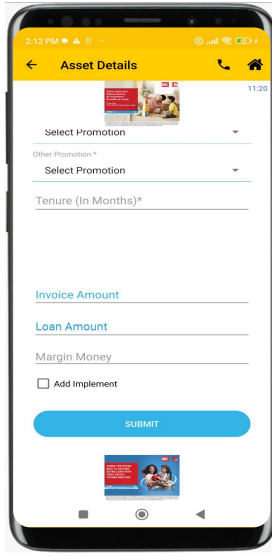 2:12 PM
Asset Details
11:20
Select Promotion
Other Promotion *
Select Promotion
Tenure (In Months)*
Invoice Amount
Loan Amount
Margin Money
Add Implement
SUBMIT